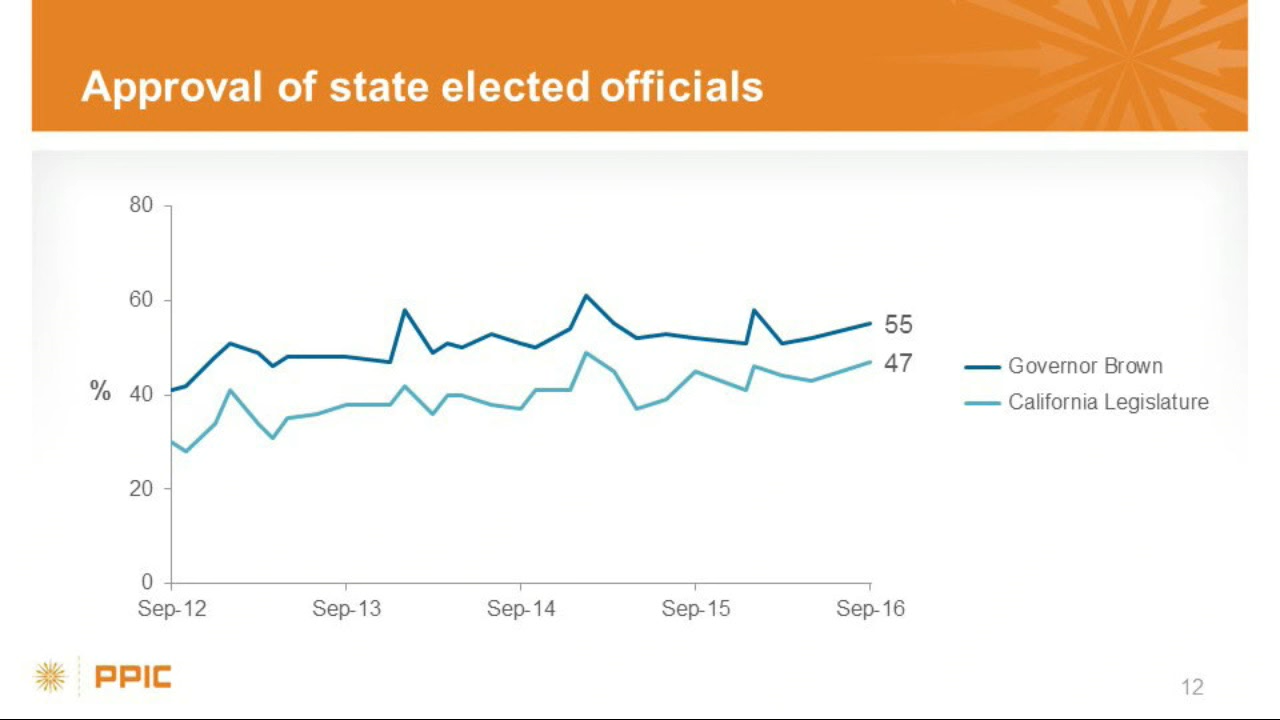 Approval of state elected officials
80
60
%
40
20
0
Sep-12
Sep-13
Sep-14
Sep-15
Sep-16
55
47
Governor Brown
California Legislature
PPIC
12